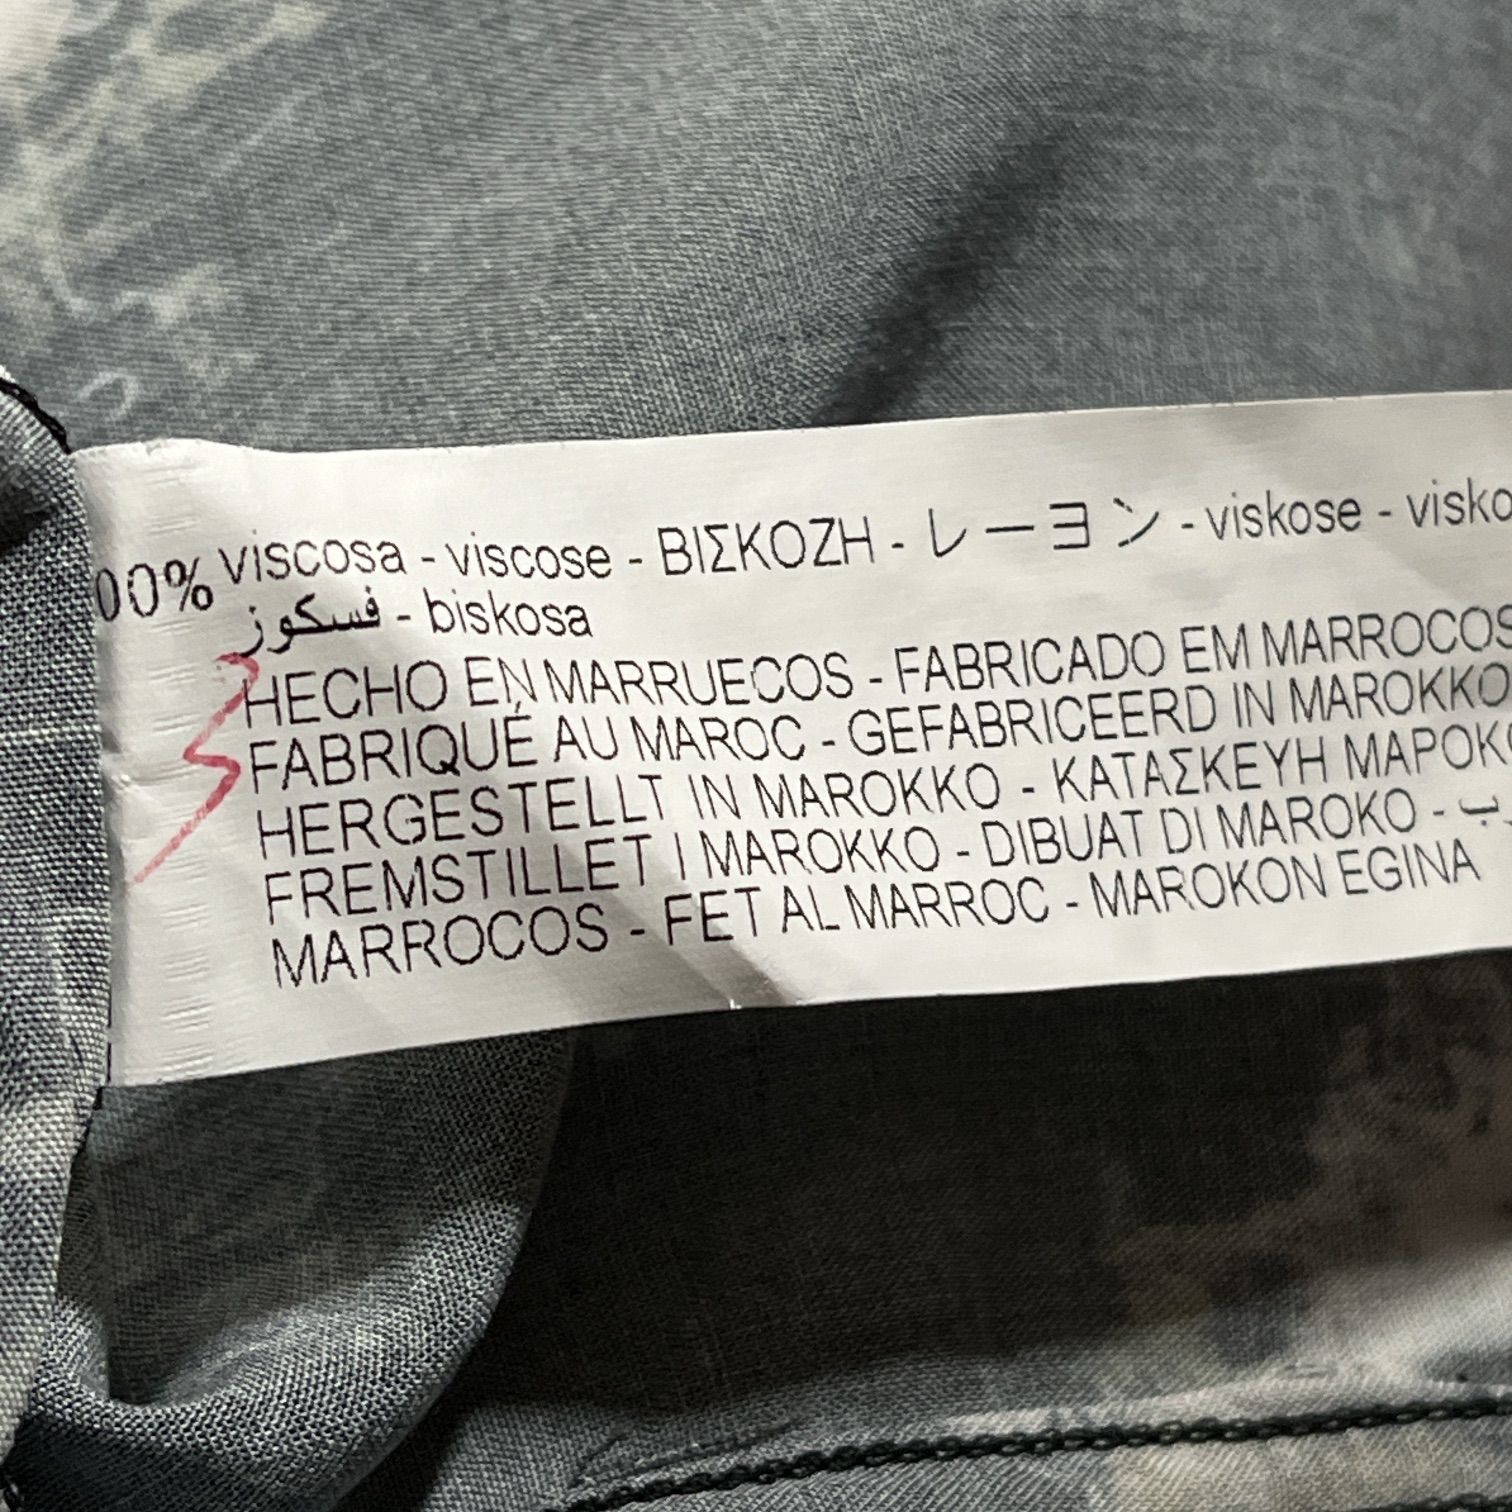 00% viscosa - viscose - ΒΙΣΚΟΖΗ - レーヨン - viskose - visko
فسكوز - biskosa
HECHO EN MARRUECOS - FABRICADO EM MARROCOS
FABRIQUÉ AU MAROC - GEFABRICEERD IN MAROKKO
HERGESTELLT IN MAROKKO - ΚΑΤΑΣΚΕΥΗ ΜΑΡΟΚ
FREMSTILLET I MAROKKO - DIBUAT DI MAROKO -
MARROCOS - FET AL MARROC - MAROKON EGINA